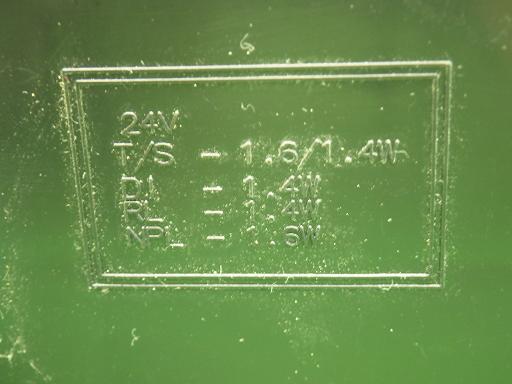 24V
T/S - 1.6/1.4W
DI - 1.4W
RL - 1.4W
NPL - 1.6W